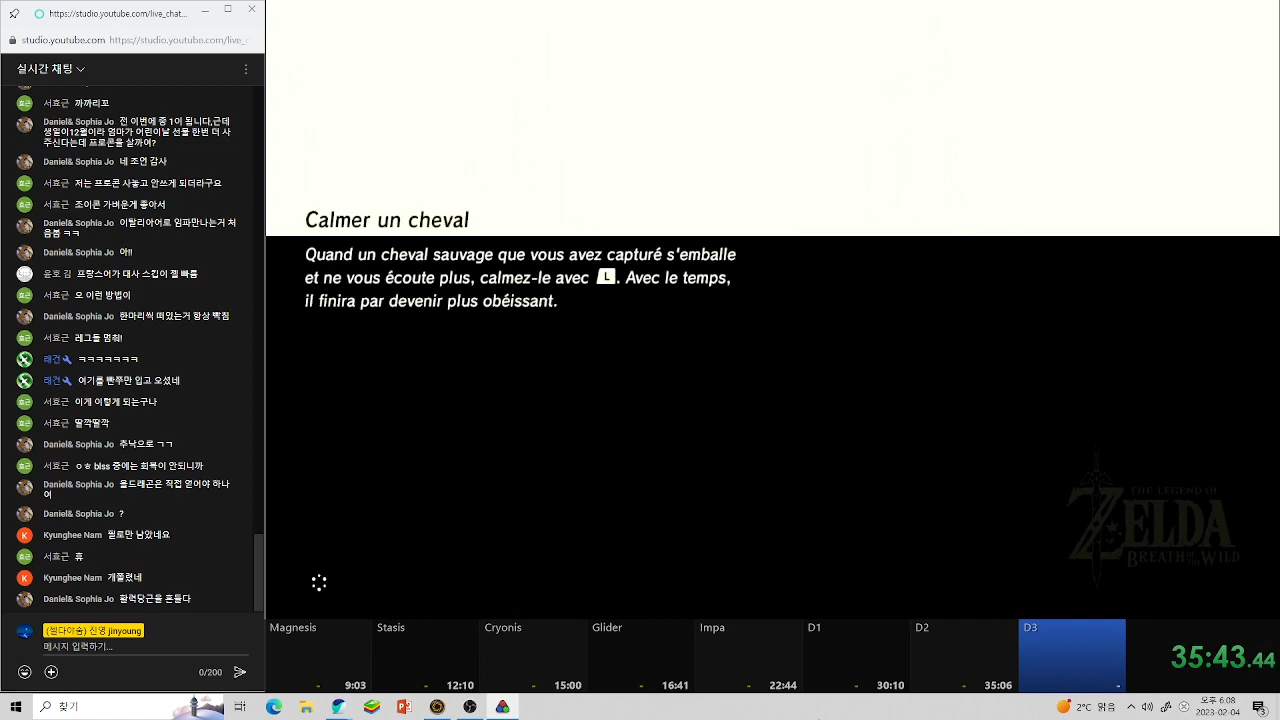 https://studio.youtube.com/live_chat...
studio.youtube.com https://studio.youtube.com/live_c
실시간 채팅
서효근 까까리꼬
Daniel& Sophia Jo 전 이번에 중1이 됩니다,근데
생일이12월이라 엄마가 어린이날 선물 한번 더 사
주신다는데 프로콘을 살까여?
Daniel& Sophia Jo 네 조언 감사
서효근 저는 프로콘 사놓고 안쓰게 되더라구요
서효근 조이콘 가벼운게 좋아서
Daniel& Sophia Jo 이탈리아어로 임파만나는거 처
음봄 ㅋㅋ
Daniel& Sophia Jo 아!!
윤호 김 프랑스어가 대사 스킵이 젤 빠름
서효근 오 이런 방법이
Daniel& Sophia Jo 한마리씩 떠있는거 항상 빡침
서효근 레그들 멈춰!
래건 ㅋㅋㅋㅋㅋㅋ
래건 아기를 빤쭈만 입고 오셨네
서효근 이게 이렇게 되는구나
서효근 딸깍딸깍
Daniel& Sophia Jo 주낙으로 ㄱㄱ
서효근 ㅇㅎ blss 중에는 회복이 안되니까
Daniel& Sophia Jo 올드래곤은 직접 얻어야 하나
여
Daniel& Sophia Jo ?
Kyunghee Nam 필로만 남았네요
서효근 휴
Kyunghee Nam 개쫄렸네
Daniel& Sophia Jo 활력당근을 흔들다
(젤다야숨) 진영 jinyoung
메시지 입력하기...
0/200
Calmer un cheval
Quand un cheval sauvage que vous avez capturé s'emballe
et ne vous écoute plus, calmez-le avec L. Avec le temps,
il finira par devenir plus obéissant.
THE LEGEND OF
ZELDA
BREATH OF THE WILD
Magnesis Stasis Cryonis Glider Impa D1 D2 D3
- 9:03 - 12:10 - 15:00 - 16:41 - 22:44 - 30:10 - 35:06 -
35:43.44
찾기
2°C 맑음
오후 6:08
2023-02-04